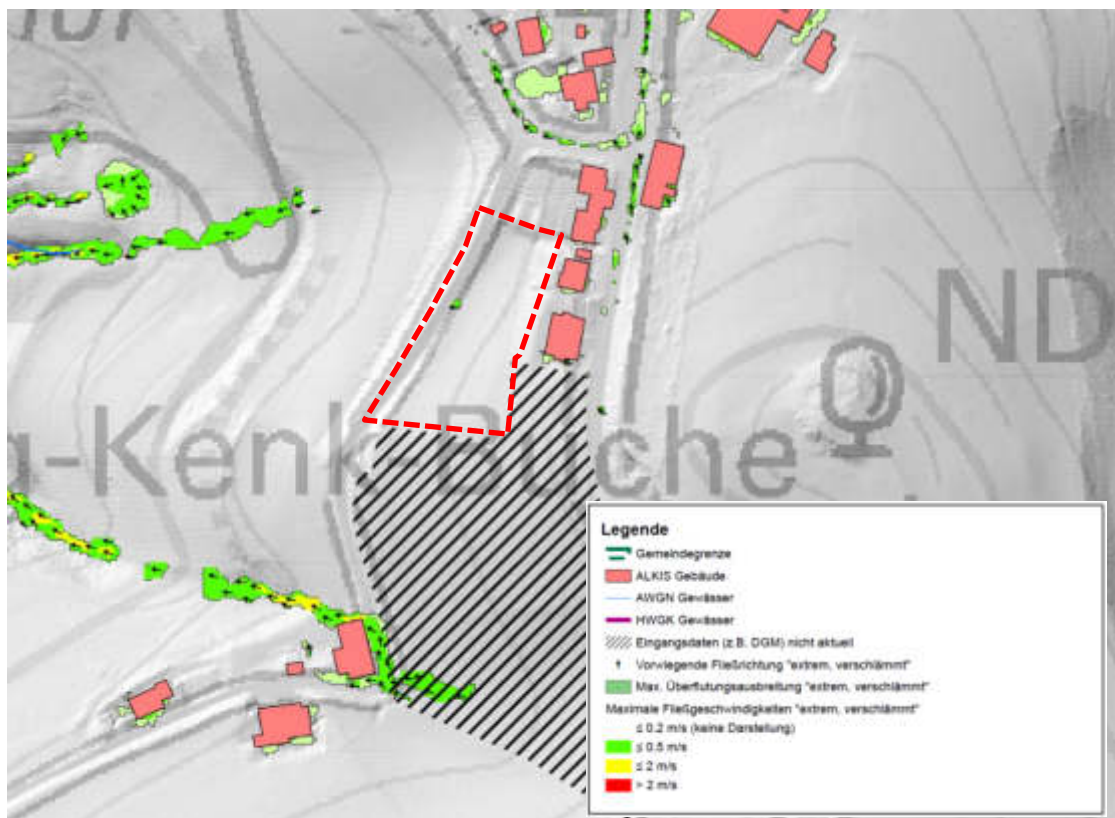 ND
g-Kenk-Buche
Legende
Gemeindegrenze
ALKIS Gebäude
AWGN Gewässer
HWGK Gewässer
Eingangsdaten (z.B. DGM) nicht aktuell
Vorwiegende Fließrichtung "extrem, verschlämmt"
Max. Überflutungsausbreitung "extrem, verschlämmt"
Maximale Fließgeschwindigkeiten "extrem, verschlämmt"
≤ 0.2 m/s (keine Darstellung)
≤ 0.5 m/s
≤ 2 m/s
> 2 m/s